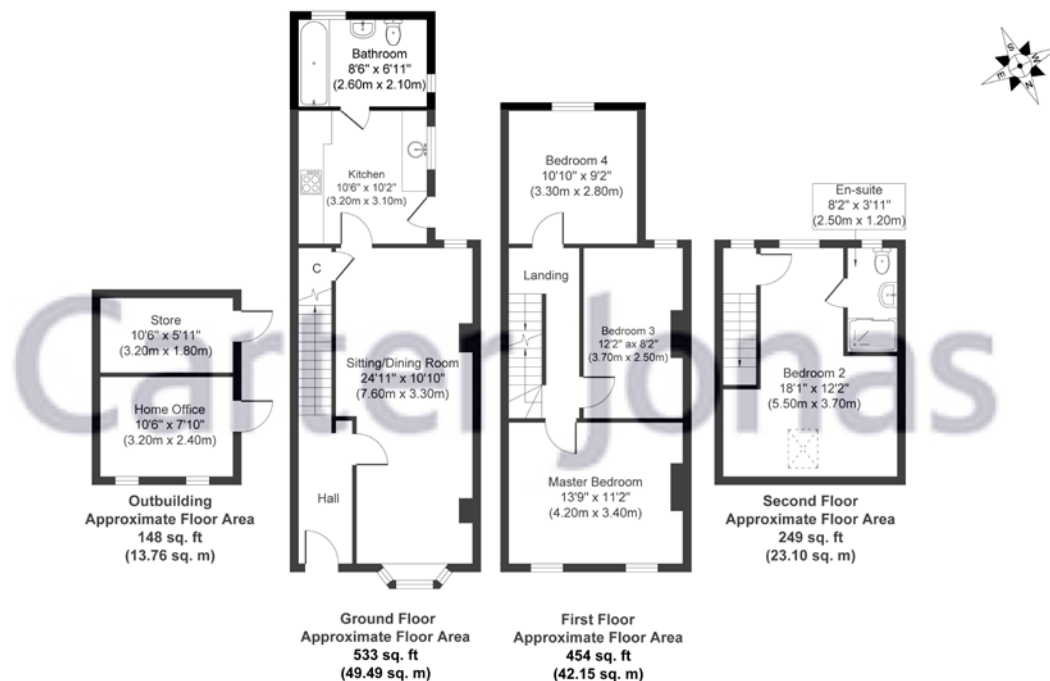 Bathroom
8'6" x 6'11"
(2.60m x 2.10m)
Kitchen
10'6" x 10'2"
(3.20m x 3.10m)
C
Sitting/Dining Room
24'11" x 10'10"
(7.60m x 3.30m)
Hall
Ground Floor
Approximate Floor Area
533 sq. ft
(49.49 sq. m)
Store
10'6" x 5'11"
(3.20m x 1.80m)
Home Office
10'6" x 7'10"
(3.20m x 2.40m)
Outbuilding
Approximate Floor Area
148 sq. ft
(13.76 sq. m)
Bedroom 4
10'10" x 9'2"
(3.30m x 2.80m)
Landing
Bedroom 3
12'2" ax 8'2"
(3.70m x 2.50m)
Master Bedroom
13'9" x 11'2"
(4.20m x 3.40m)
First Floor
Approximate Floor Area
454 sq. ft
(42.15 sq. m)
En-suite
8'2" x 3'11"
(2.50m x 1.20m)
Bedroom 2
18'1" x 12'2"
(5.50m x 3.70m)
Second Floor
Approximate Floor Area
249 sq. ft
(23.10 sq. m)
S
W
E
N
Carter Jonas